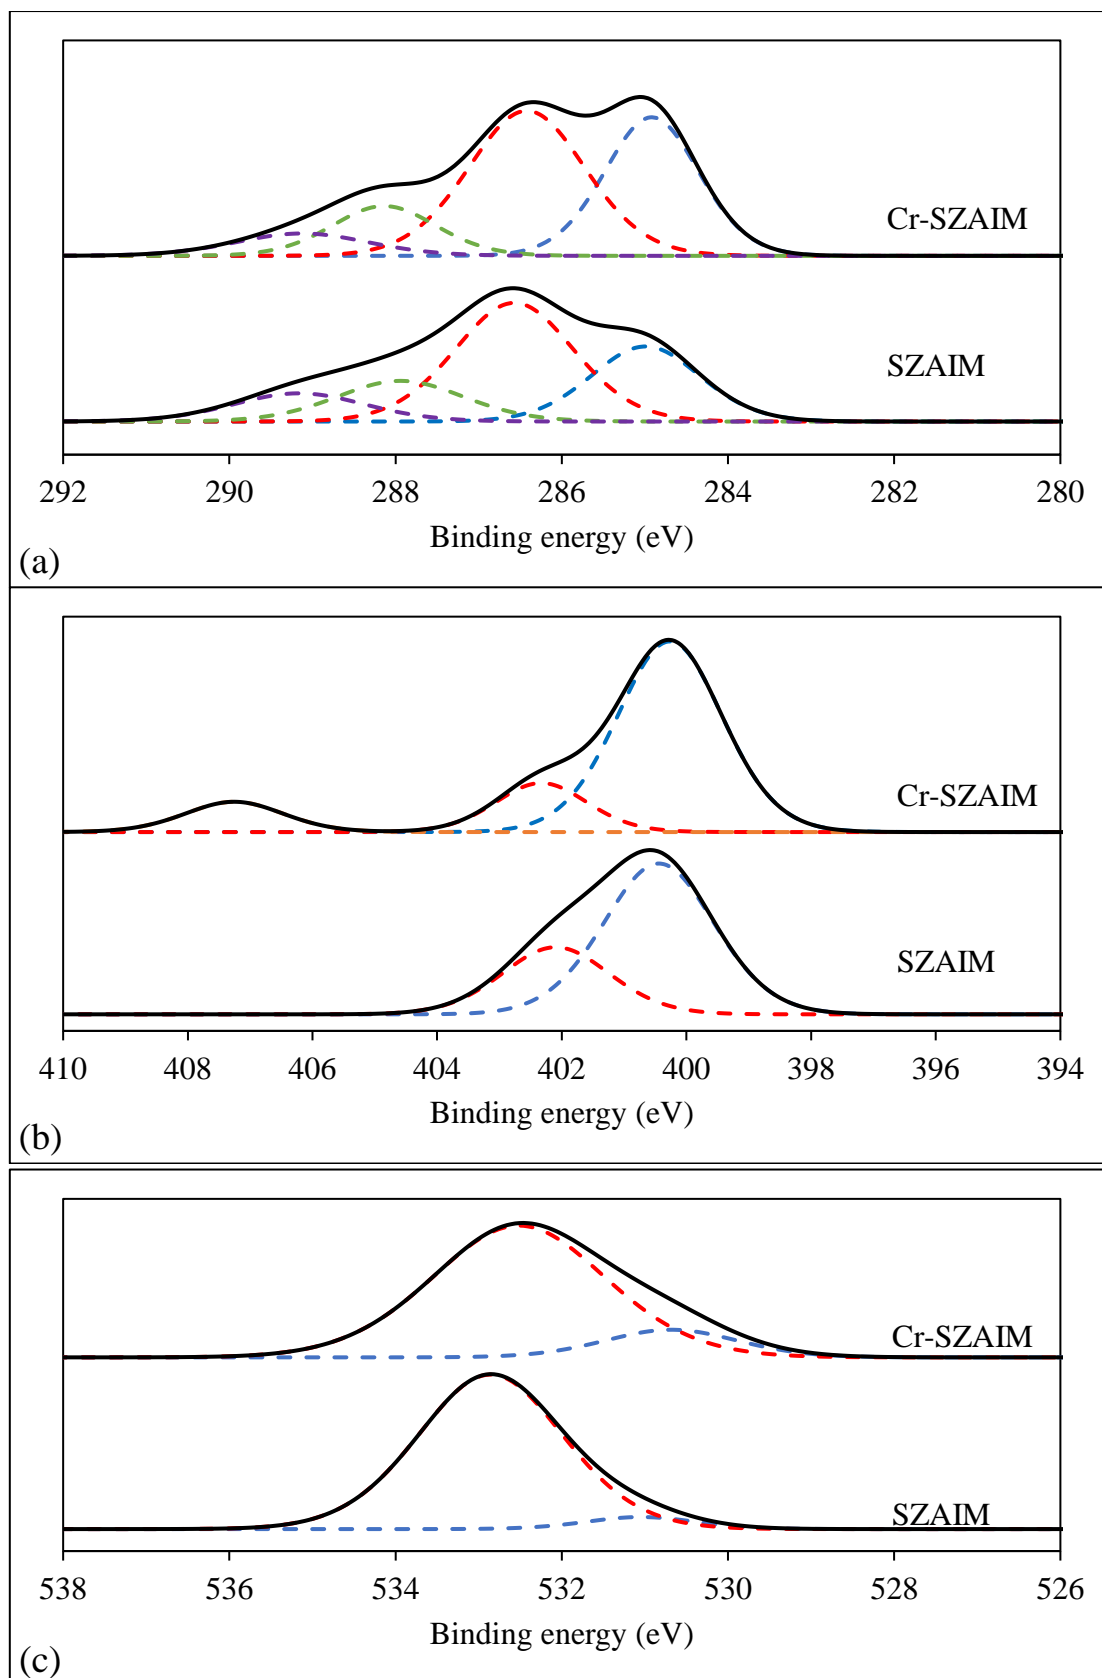 Cr-SZAIM
SZAIM
292 290 288 286 284 282 280
Binding energy (eV)
(a)
Cr-SZAIM
SZAIM
410 408 406 404 402 400 398 396 394
Binding energy (eV)
(b)
Cr-SZAIM
SZAIM
538 536 534 532 530 528 526
Binding energy (eV)
(c)